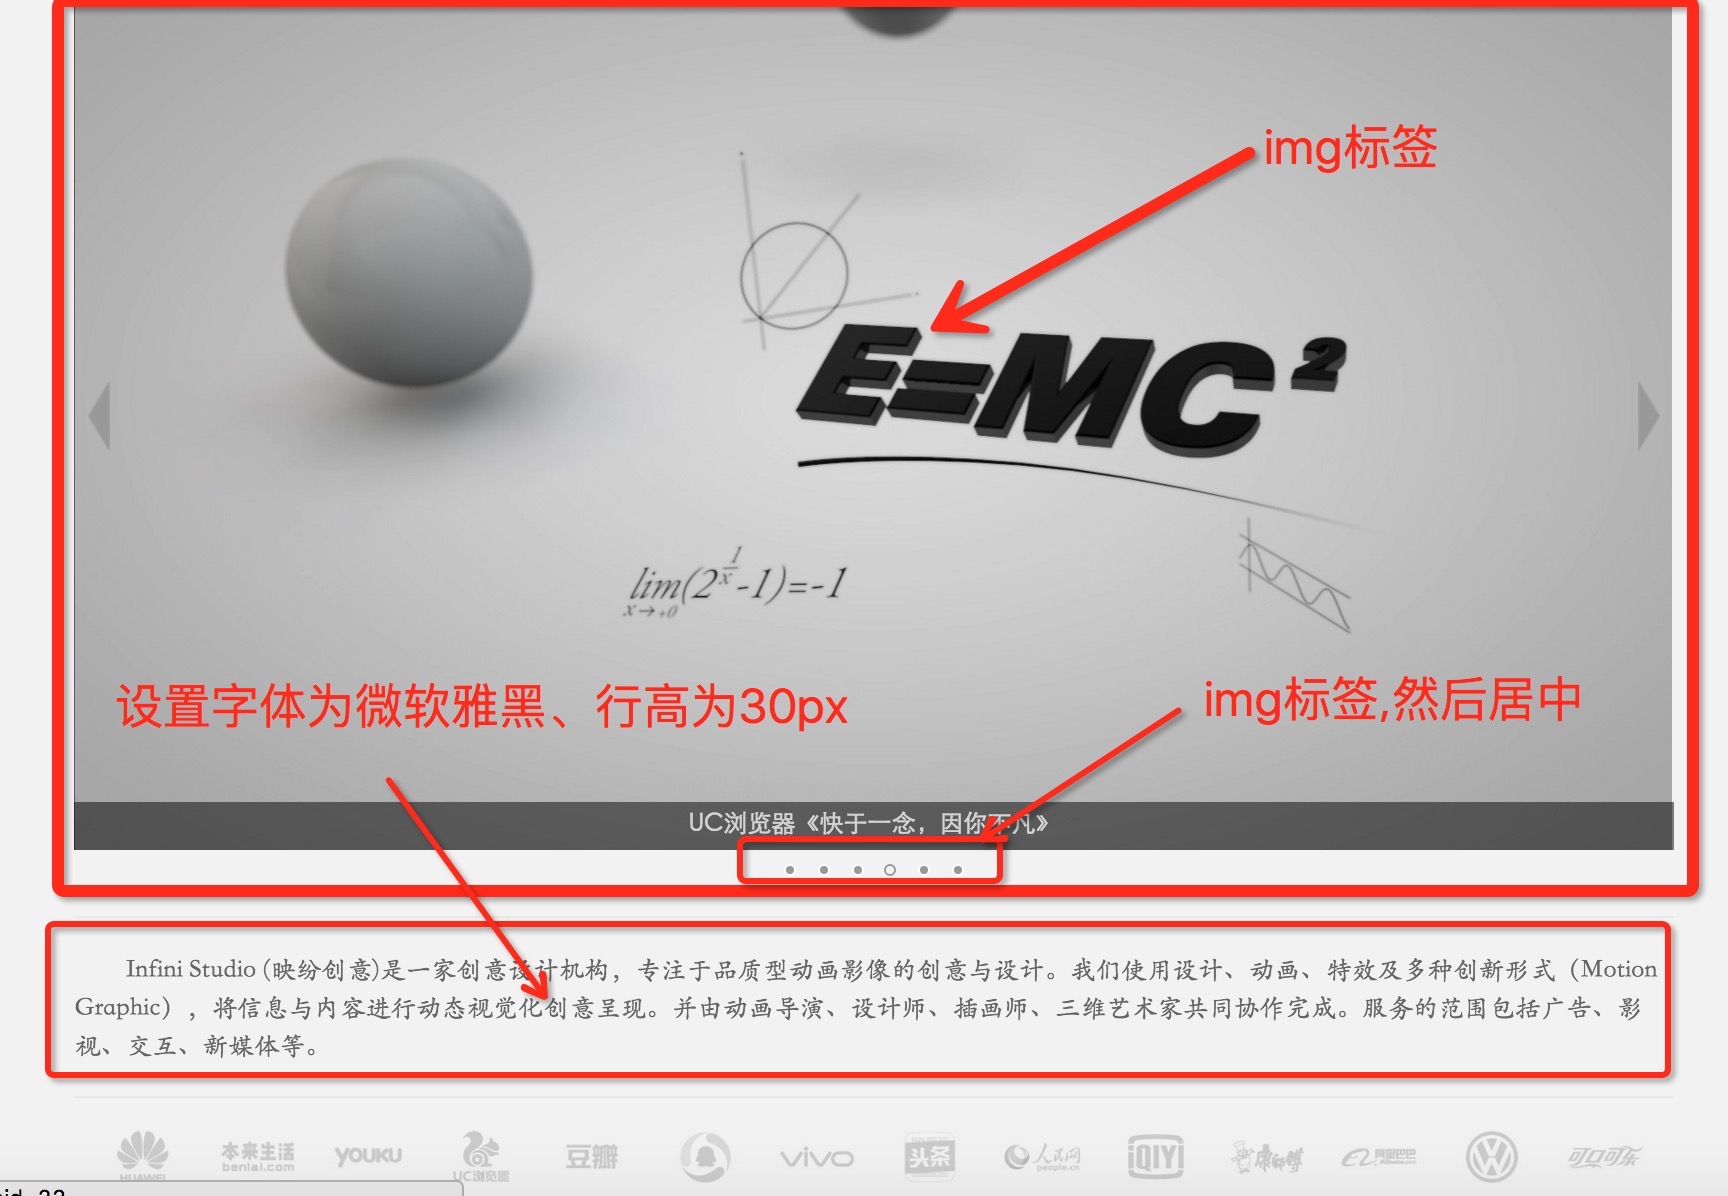 img标签
E=MC²
lim(2^1/x-1)=-1
x→+0
设置字体为微软雅黑、行高为30px
img标签,然后居中
UC浏览器《快于一念，因你不凡》
Infini Studio (映纷创意)是一家创意设计机构，专注于品质型动画影像的创意与设计。我们使用设计、动画、特效及多种创新形式（Motion
Graphic），将信息与内容进行动态视觉化创意呈现。并由动画导演、设计师、插画师、三维艺术家共同协作完成。服务的范围包括广告、影
视、交互、新媒体等。
HUAWEI
本来生活
benlai.com
YOUKU
UC浏览器
豆瓣
vivo
头条
人民网
people.cn
iQIYI
康师傅
阿里巴巴
Alibaba.com
可口可乐